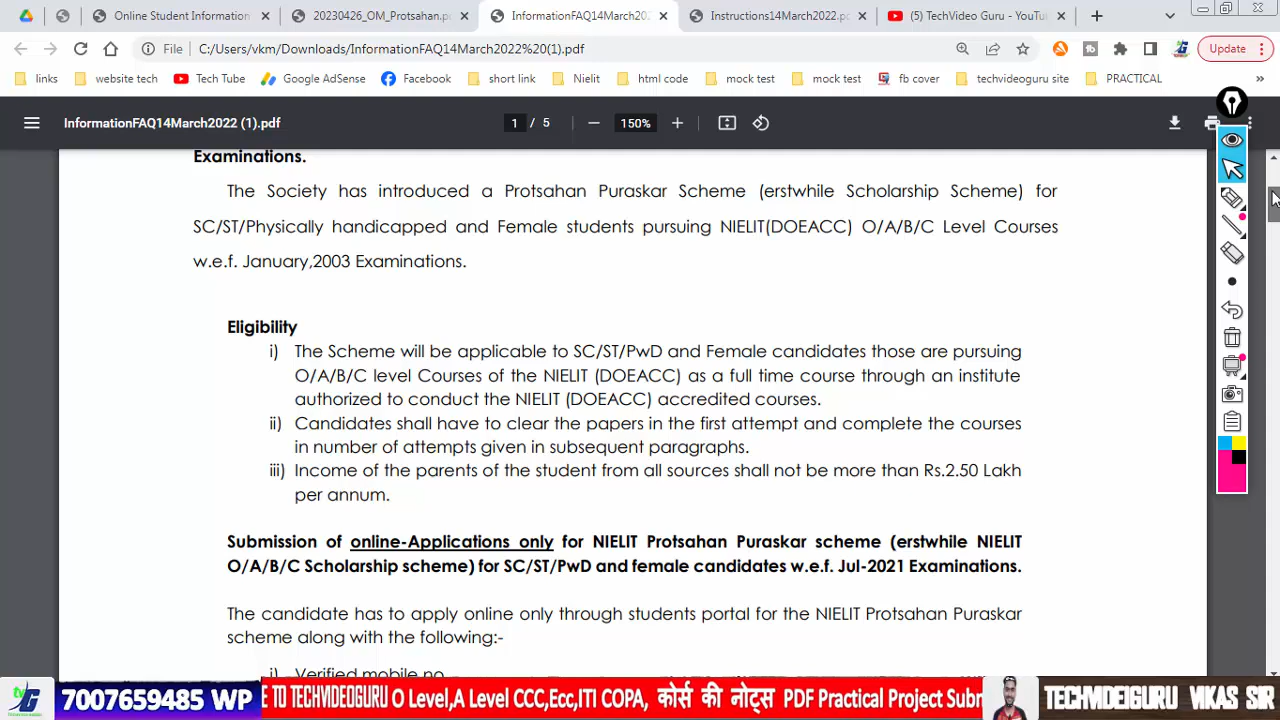 Online Student Information
20230426_OM_Protsahan.pd
InformationFAQ14March202
Instructions14March2022.pd
(5) TechVideo Guru - YouTu
File
C:/Users/vkm/Downloads/InformationFAQ14March2022%20(1).pdf
Update
links
website tech
Tech Tube
Google AdSense
Facebook
short link
Nielit
html code
mock test
mock test
fb cover
techvideoguru site
PRACTICAL
»
InformationFAQ14March2022 (1).pdf
1 / 5
150%
Examinations.
The Society has introduced a Protsahan Puraskar Scheme (erstwhile Scholarship Scheme) for
SC/ST/Physically handicapped and Female students pursuing NIELIT(DOEACC) O/A/B/C Level Courses
w.e.f. January,2003 Examinations.
Eligibility
i) The Scheme will be applicable to SC/ST/PwD and Female candidates those are pursuing
O/A/B/C level Courses of the NIELIT (DOEACC) as a full time course through an institute
authorized to conduct the NIELIT (DOEACC) accredited courses.
ii) Candidates shall have to clear the papers in the first attempt and complete the courses
in number of attempts given in subsequent paragraphs.
iii) Income of the parents of the student from all sources shall not be more than Rs.2.50 Lakh
per annum.
Submission of online-Applications only for NIELIT Protsahan Puraskar scheme (erstwhile NIELIT
O/A/B/C Scholarship scheme) for SC/ST/PwD and female candidates w.e.f. Jul-2021 Examinations.
The candidate has to apply online only through students portal for the NIELIT Protsahan Puraskar
scheme along with the following:-
i) Verified mobile no
7007659485 WP
E TO TECHVIDEOGURU O Level,A Level CCC,Ecc,ITI COPA, कोर्स की नोट्स PDF Practical Project Subn
TECHVIDEIGURU VIKAS SIR